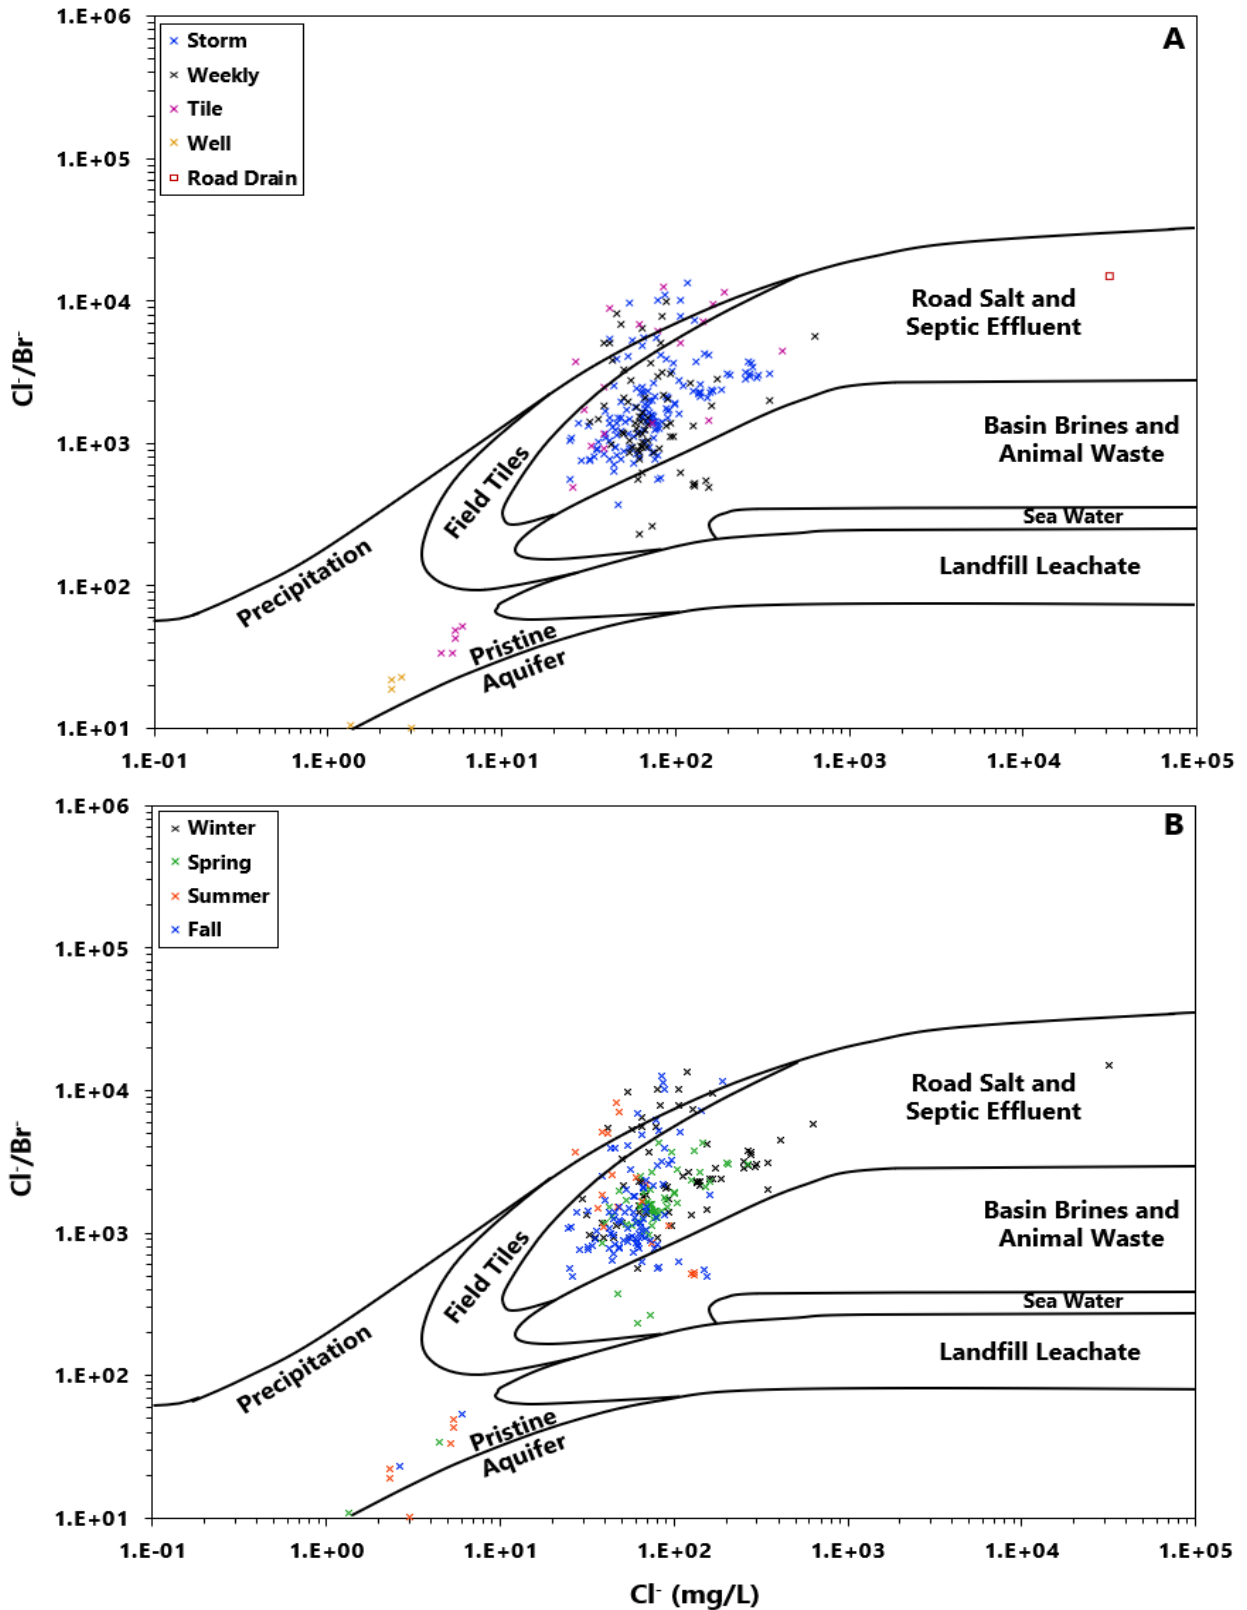 1.E+06
A
Storm
Weekly
Tile
Well
Road Drain
1.E+05
1.E+04
Road Salt and
Septic Effluent
Cl⁻/Br⁻
Basin Brines and
Animal Waste
1.E+03
Field Tiles
Sea Water
Precipitation
Landfill Leachate
1.E+02
Pristine
Aquifer
1.E+01
1.E-01 1.E+00 1.E+01 1.E+02 1.E+03 1.E+04 1.E+05
1.E+06
B
Winter
Spring
Summer
Fall
1.E+05
1.E+04
Road Salt and
Septic Effluent
Cl⁻/Br⁻
Basin Brines and
Animal Waste
1.E+03
Field Tiles
Sea Water
Precipitation
Landfill Leachate
1.E+02
Pristine
Aquifer
1.E+01
1.E-01 1.E+00 1.E+01 1.E+02 1.E+03 1.E+04 1.E+05
Cl⁻ (mg/L)